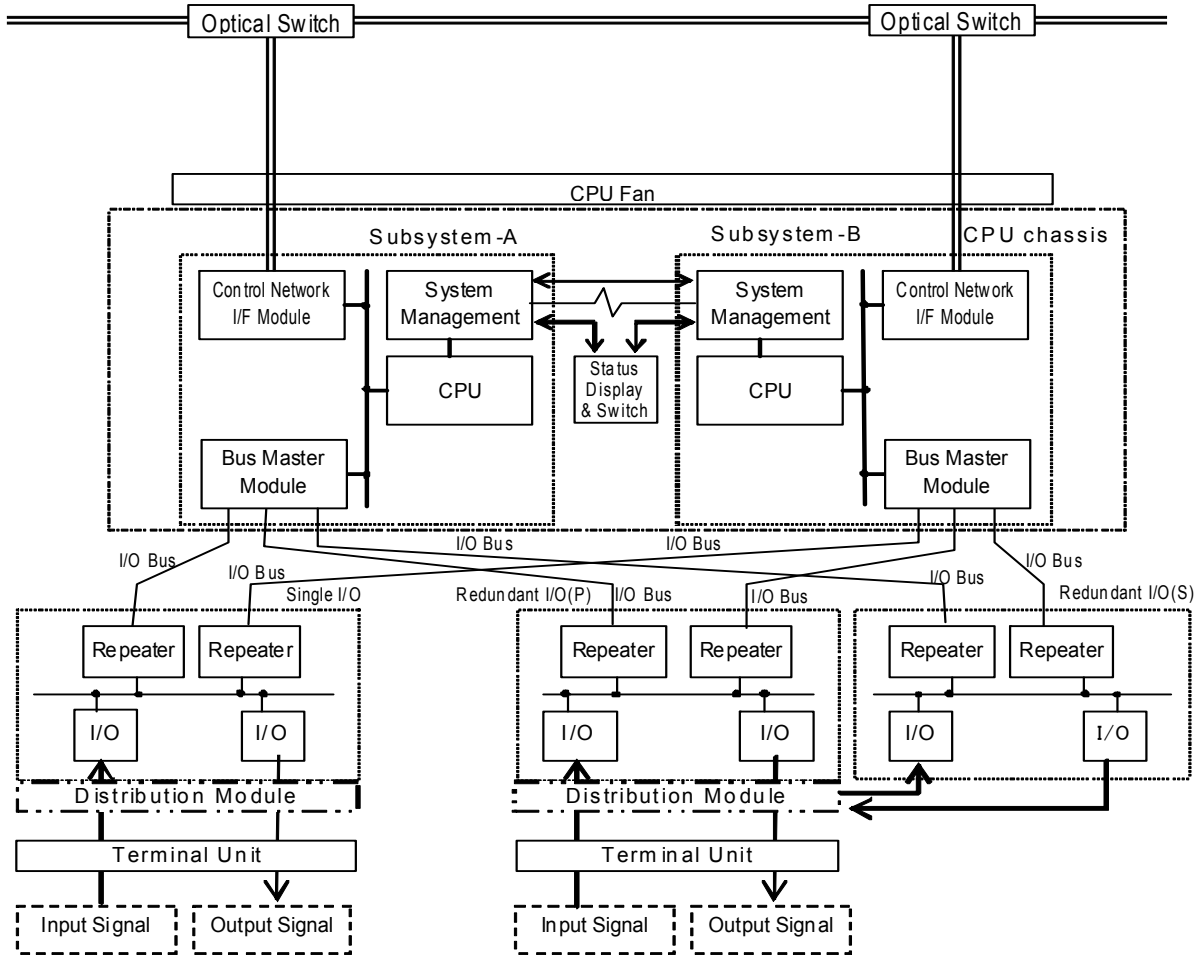 Optical Switch
Optical Switch
CPU Fan
Subsystem-A
Subsystem-B
CPU chassis
Control Network
I/F Module
System
Management
System
Management
Control Network
I/F Module
CPU
Status
Display
& Switch
CPU
Bus Master
Module
Bus Master
Module
I/O Bus
I/O Bus
I/O Bus
I/O Bus
I/O Bus
I/O Bus
Single I/O
Redundant I/O(P)
I/O Bus
I/O Bus
Redundant I/O(S)
Repeater
Repeater
Repeater
Repeater
Repeater
Repeater
I/O
I/O
I/O
I/O
I/O
I/O
Distribution Module
Distribution Module
Terminal Unit
Terminal Unit
Input Signal
Output Signal
Input Signal
Output Signal